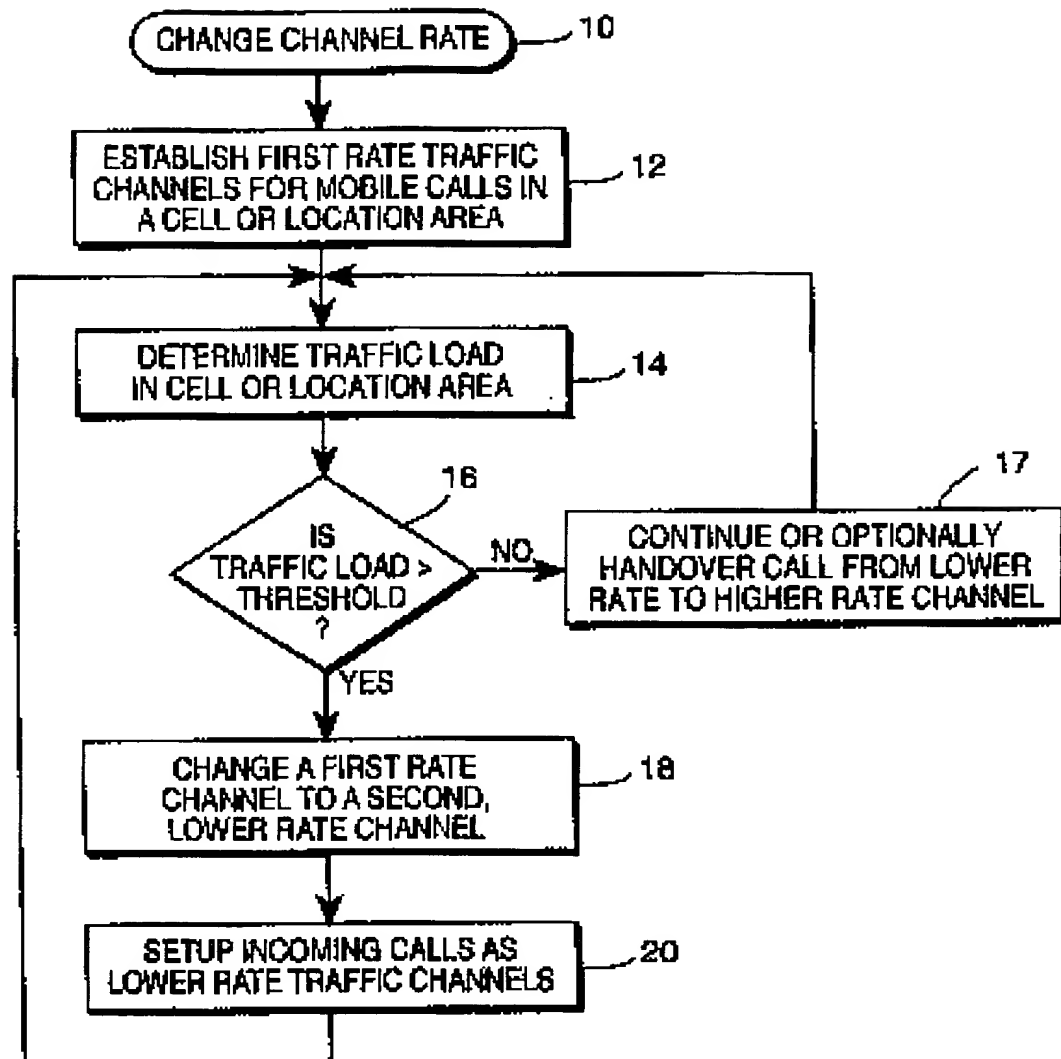 CHANGE CHANNEL RATE
10
ESTABLISH FIRST RATE TRAFFIC
CHANNELS FOR MOBILE CALLS IN
A CELL OR LOCATION AREA
12
DETERMINE TRAFFIC LOAD
IN CELL OR LOCATION AREA
14
16
IS
TRAFFIC LOAD >
THRESHOLD
?
NO
17
CONTINUE OR OPTIONALLY
HANDOVER CALL FROM LOWER
RATE TO HIGHER RATE CHANNEL
YES
CHANGE A FIRST RATE
CHANNEL TO A SECOND,
LOWER RATE CHANNEL
18
SETUP INCOMING CALLS AS
LOWER RATE TRAFFIC CHANNELS
20